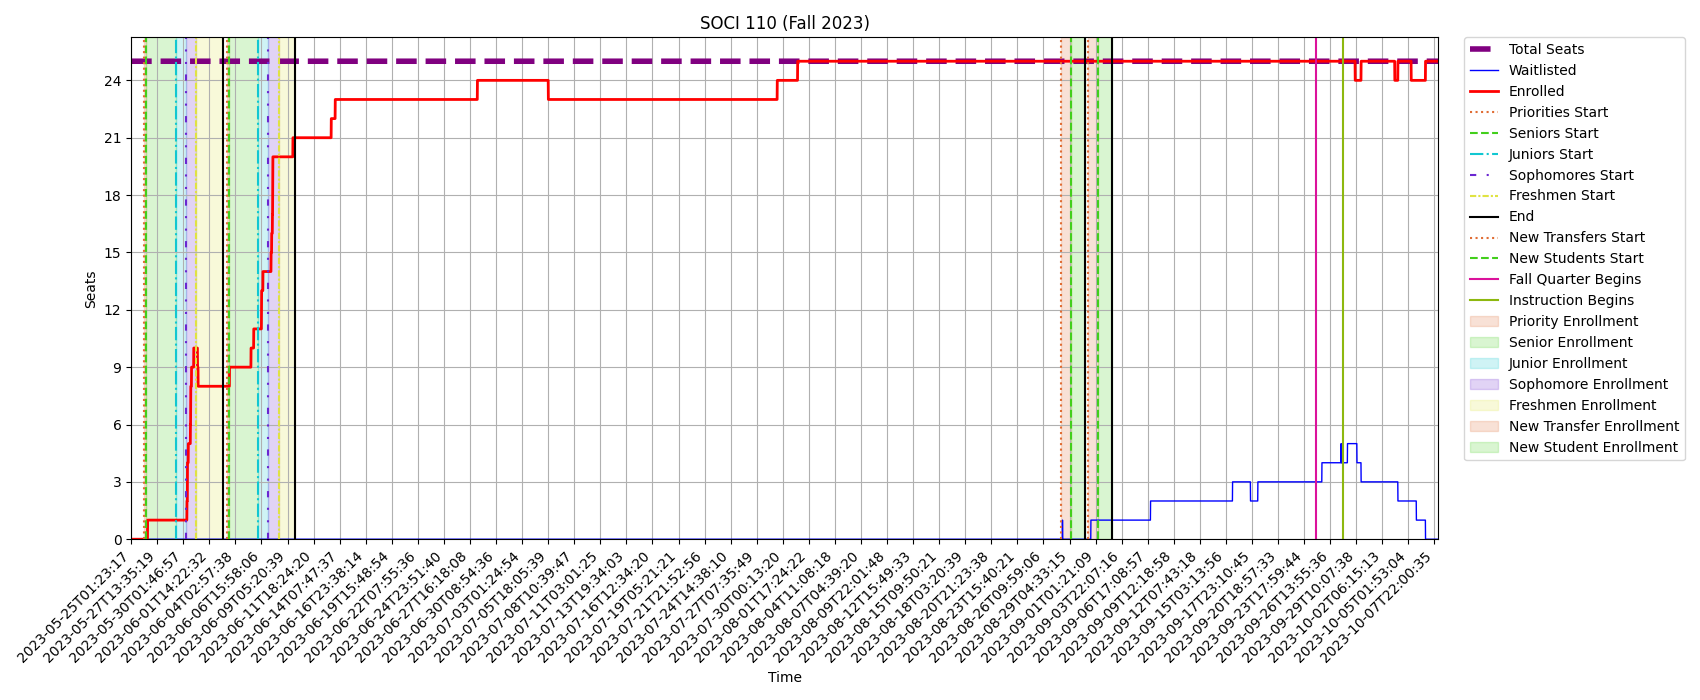 SOCI 110 (Fall 2023)
Seats
24
21
18
15
12
9
6
3
0
2023-05-25T01:23:17
2023-05-27T13:35:19
2023-05-30T01:46:57
2023-06-01T14:22:32
2023-06-04T02:57:38
2023-06-06T15:58:06
2023-06-09T05:20:39
2023-06-11T18:24:20
2023-06-14T07:47:37
2023-06-16T23:38:14
2023-06-19T15:48:54
2023-06-22T07:55:36
2023-06-24T23:51:40
2023-06-27T16:18:08
2023-06-30T08:54:36
2023-07-03T01:24:54
2023-07-05T18:05:39
2023-07-08T10:39:47
2023-07-11T03:01:25
2023-07-13T19:34:03
2023-07-16T12:34:20
2023-07-19T05:21:21
2023-07-21T21:52:56
2023-07-24T14:38:10
2023-07-27T07:35:49
2023-07-30T00:13:20
2023-08-01T17:24:22
2023-08-04T11:08:18
2023-08-07T04:39:20
2023-08-09T22:01:48
2023-08-12T15:49:33
2023-08-15T09:50:21
2023-08-18T03:20:39
2023-08-20T21:23:38
2023-08-23T15:40:21
2023-08-26T09:59:06
2023-08-29T04:33:15
2023-09-01T01:21:09
2023-09-03T22:07:16
2023-09-06T17:08:57
2023-09-09T12:18:58
2023-09-12T07:43:18
2023-09-15T03:13:56
2023-09-17T23:10:45
2023-09-20T18:57:33
2023-09-23T17:59:44
2023-09-26T13:55:36
2023-09-29T10:07:38
2023-10-02T06:15:13
2023-10-05T01:53:04
2023-10-07T22:00:35
Time
Total Seats
Waitlisted
Enrolled
Priorities Start
Seniors Start
Juniors Start
Sophomores Start
Freshmen Start
End
New Transfers Start
New Students Start
Fall Quarter Begins
Instruction Begins
Priority Enrollment
Senior Enrollment
Junior Enrollment
Sophomore Enrollment
Freshmen Enrollment
New Transfer Enrollment
New Student Enrollment